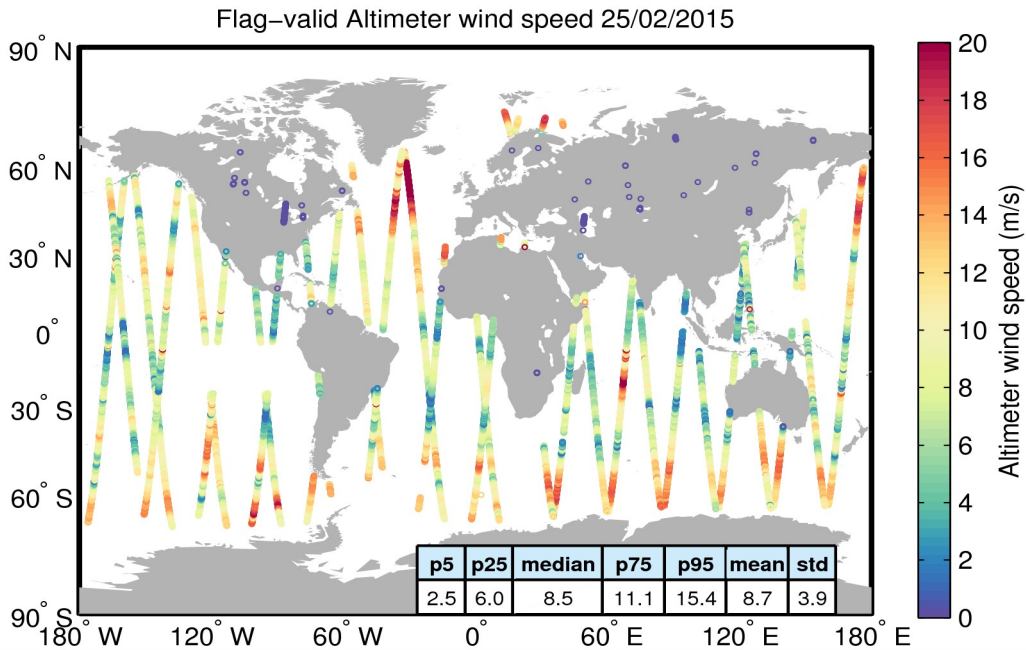 Flag−valid Altimeter wind speed 25/02/2015
90° N
60° N
30° N
0°
30° S
60° S
90° S
180° W
120° W
60° W
0°
60° E
120° E
180° E
p5 p25 median p75 p95 mean std
2.5 6.0 8.5 11.1 15.4 8.7 3.9
20
18
16
14
12
10
8
6
4
2
0
Altimeter wind speed (m/s)